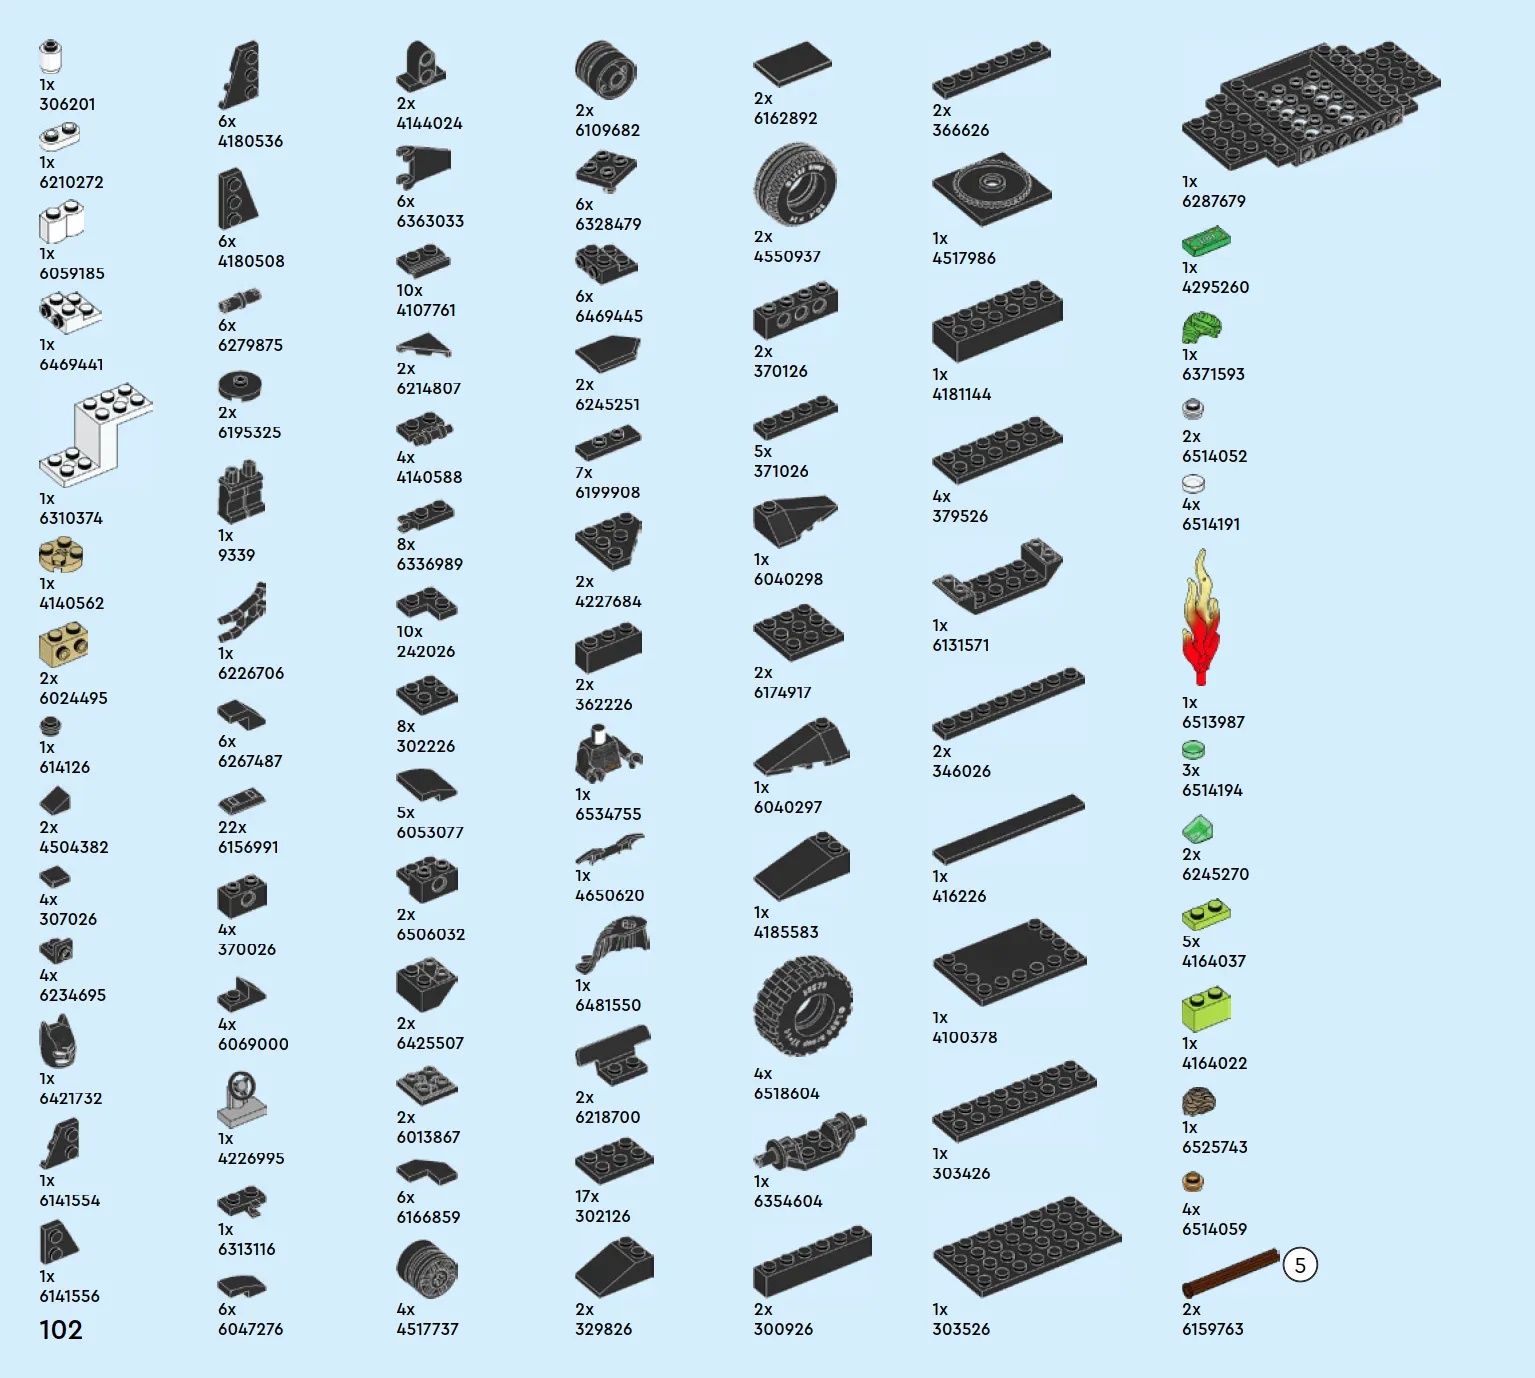 1x
306201
1x
6210272
1x
6059185
1x
6469441
1x
6310374
1x
4140562
2x
6024495
1x
614126
2x
4504382
4x
307026
4x
6234695
1x
6421732
1x
6141554
1x
6141556
102
6x
4180536
6x
4180508
6x
6279875
2x
6195325
1x
9339
1x
6226706
6x
6267487
22x
6156991
4x
370026
4x
6069000
1x
4226995
1x
6313116
6x
6047276
2x
4144024
6x
6363033
10x
4107761
2x
6214807
4x
4140588
8x
6336989
10x
242026
8x
302226
5x
6053077
2x
6506032
2x
6425507
2x
6013867
6x
6166859
4x
4517737
2x
6109682
6x
6328479
6x
6469445
2x
6245251
7x
6199908
2x
4227684
2x
362226
1x
6534755
1x
4650620
1x
6481550
2x
6218700
17x
302126
2x
329826
2x
6162892
2x
4550937
2x
370126
5x
371026
1x
6040298
2x
6174917
1x
6040297
1x
4185583
4x
6518604
1x
6354604
2x
300926
2x
366626
1x
4517986
1x
4181144
4x
379526
1x
6131571
2x
346026
1x
416226
1x
4100378
1x
303426
1x
303526
1x
6287679
1x
4295260
1x
6371593
2x
6514052
4x
6514191
1x
6513987
3x
6514194
2x
6245270
5x
4164037
1x
4164022
1x
6525743
4x
6514059
5
2x
6159763